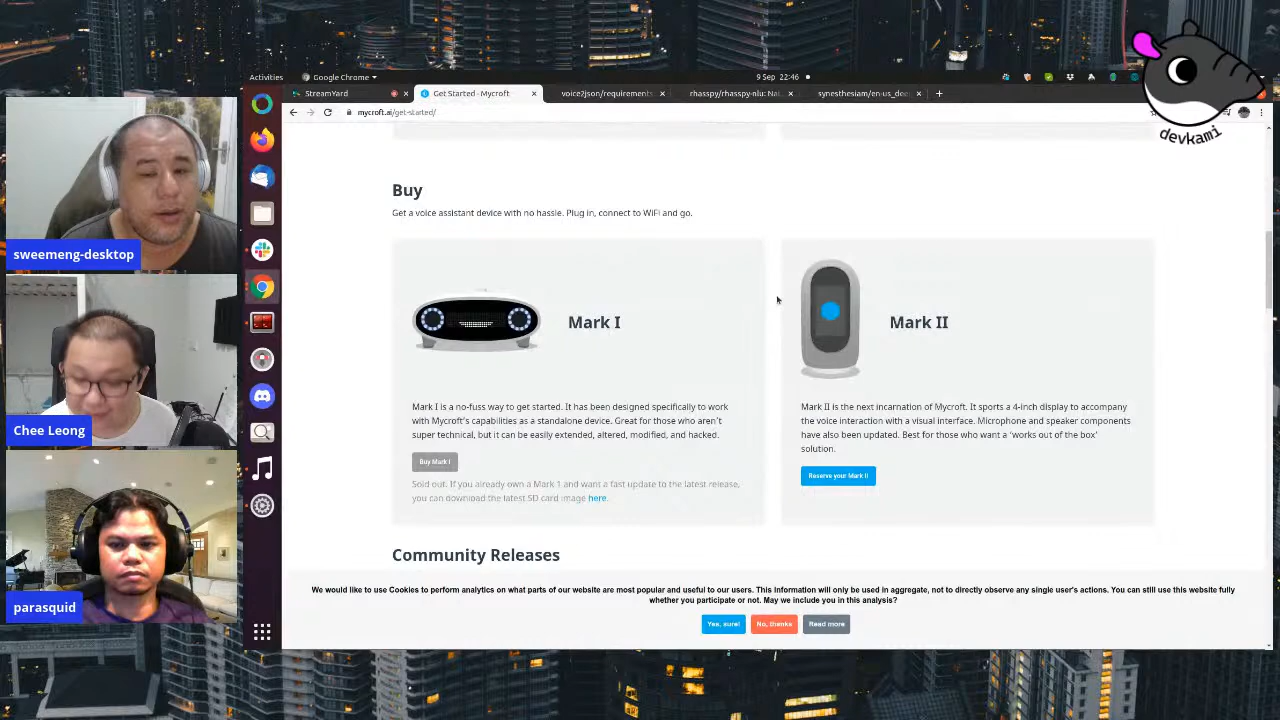 Activities
Google Chrome
9 Sep 22:46
StreamYard
Get Started - Mycroft
voice2json/requirements
rhasspy/rhasspy-nlu: Na
synesthesiam/en-us_dee
mycroft.ai/get-started/
devkami
Buy
Get a voice assistant device with no hassle. Plug in, connect to WiFi and go.
Mark I
Mark II
Mark I is a no-fuss way to get started. It has been designed specifically to work
with Mycroft's capabilities as a standalone device. Great for those who aren't
super technical, but it can be easily extended, altered, modified, and hacked.
Buy Mark I
Sold out. If you already own a Mark 1 and want a fast update to the latest release,
you can download the latest SD card image here.
Mark II is the next incarnation of Mycroft. It sports a 4-inch display to accompany
the voice interaction with a visual interface. Microphone and speaker components
have also been updated. Best for those who want a 'works out of the box'
solution.
Reserve your Mark II
Community Releases
We would like to use Cookies to perform analytics on what parts of our website are most popular and useful to our users. This information will only be used in aggregate, not to directly observe any single user's actions. You can still use this website fully
whether you participate or not. May we include you in this analysis?
Yes, sure!
No, thanks
Read more
sweemeng-desktop
Chee Leong
parasquid